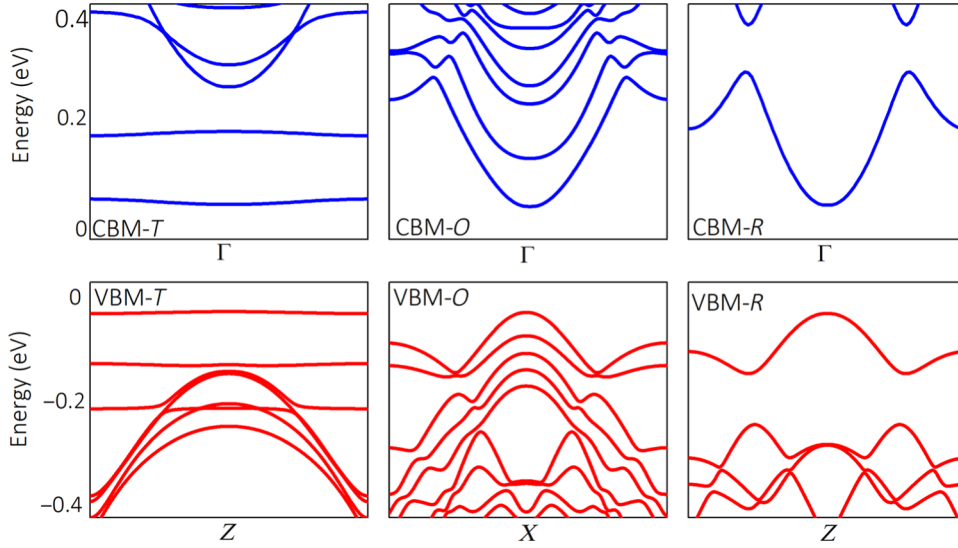 0.4
0.2
0
Energy (eV)
CBM-T
CBM-O
CBM-R
Γ
Γ
Γ
0
−0.2
−0.4
Energy (eV)
VBM-T
VBM-O
VBM-R
Z
X
Z